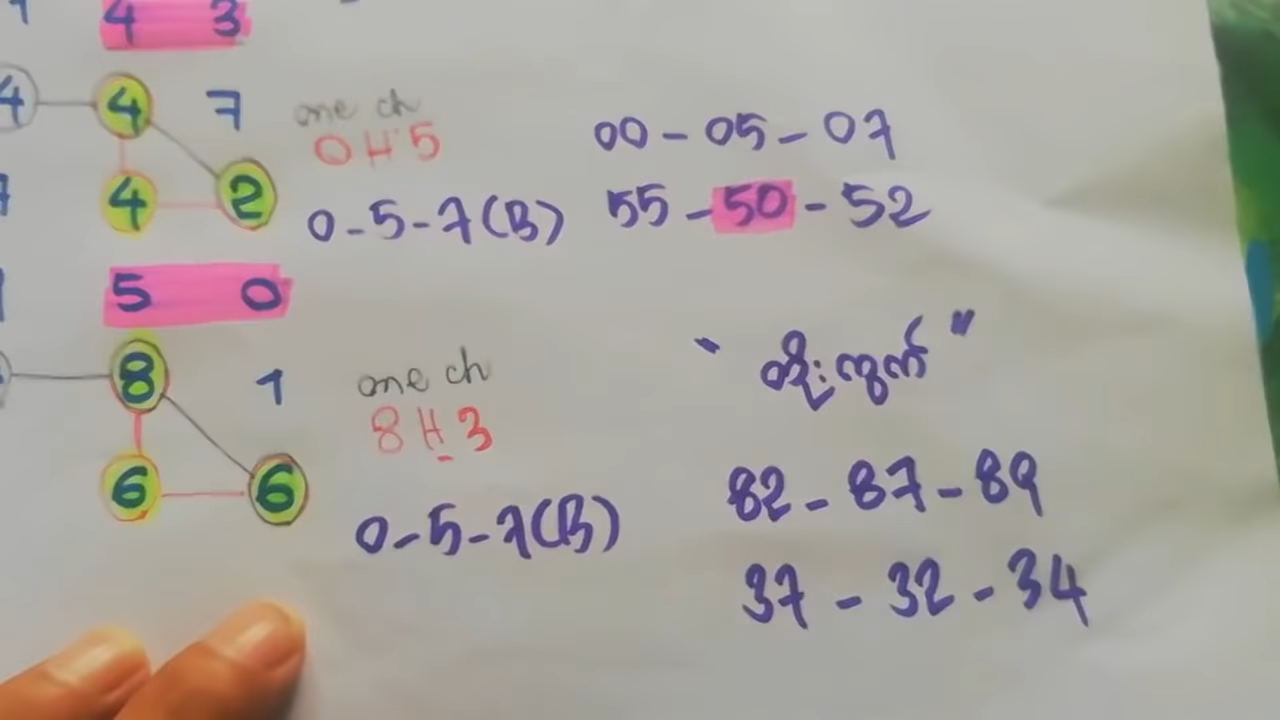 4 3
4 4 7 one ch
0 H 5
00 - 05 - 07
4 2
0-5-7(B)
55 - 50 - 52
5 0
8 1 one ch
8 H 3
" တိုးကွက် "
6 6
0-5-7(B)
82 - 87 - 89
37 - 32 - 34